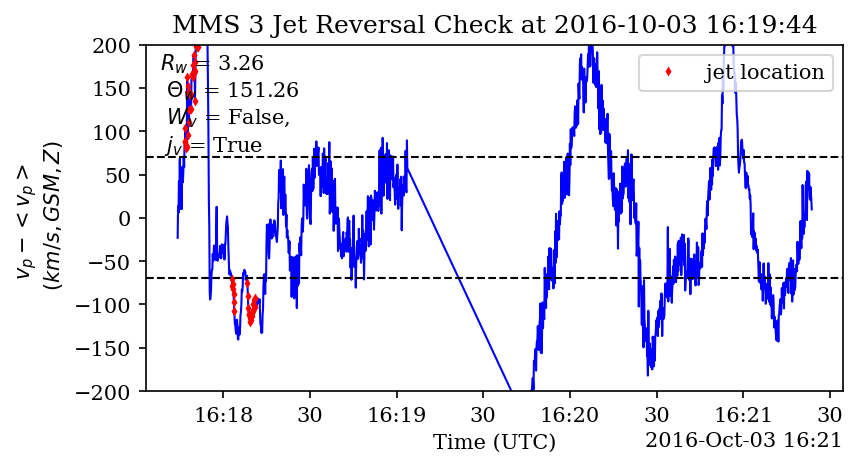 MMS 3 Jet Reversal Check at 2016-10-03 16:19:44
R_w = 3.26
Θ_w = 151.26
W_v = False,
j_v = True
jet location
v_p − < v_p >
(km/s, GSM, Z)
200
150
100
50
0
−50
−100
−150
−200
16:18 30 16:19 30 16:20 30 16:21 30
Time (UTC)
2016-Oct-03 16:21